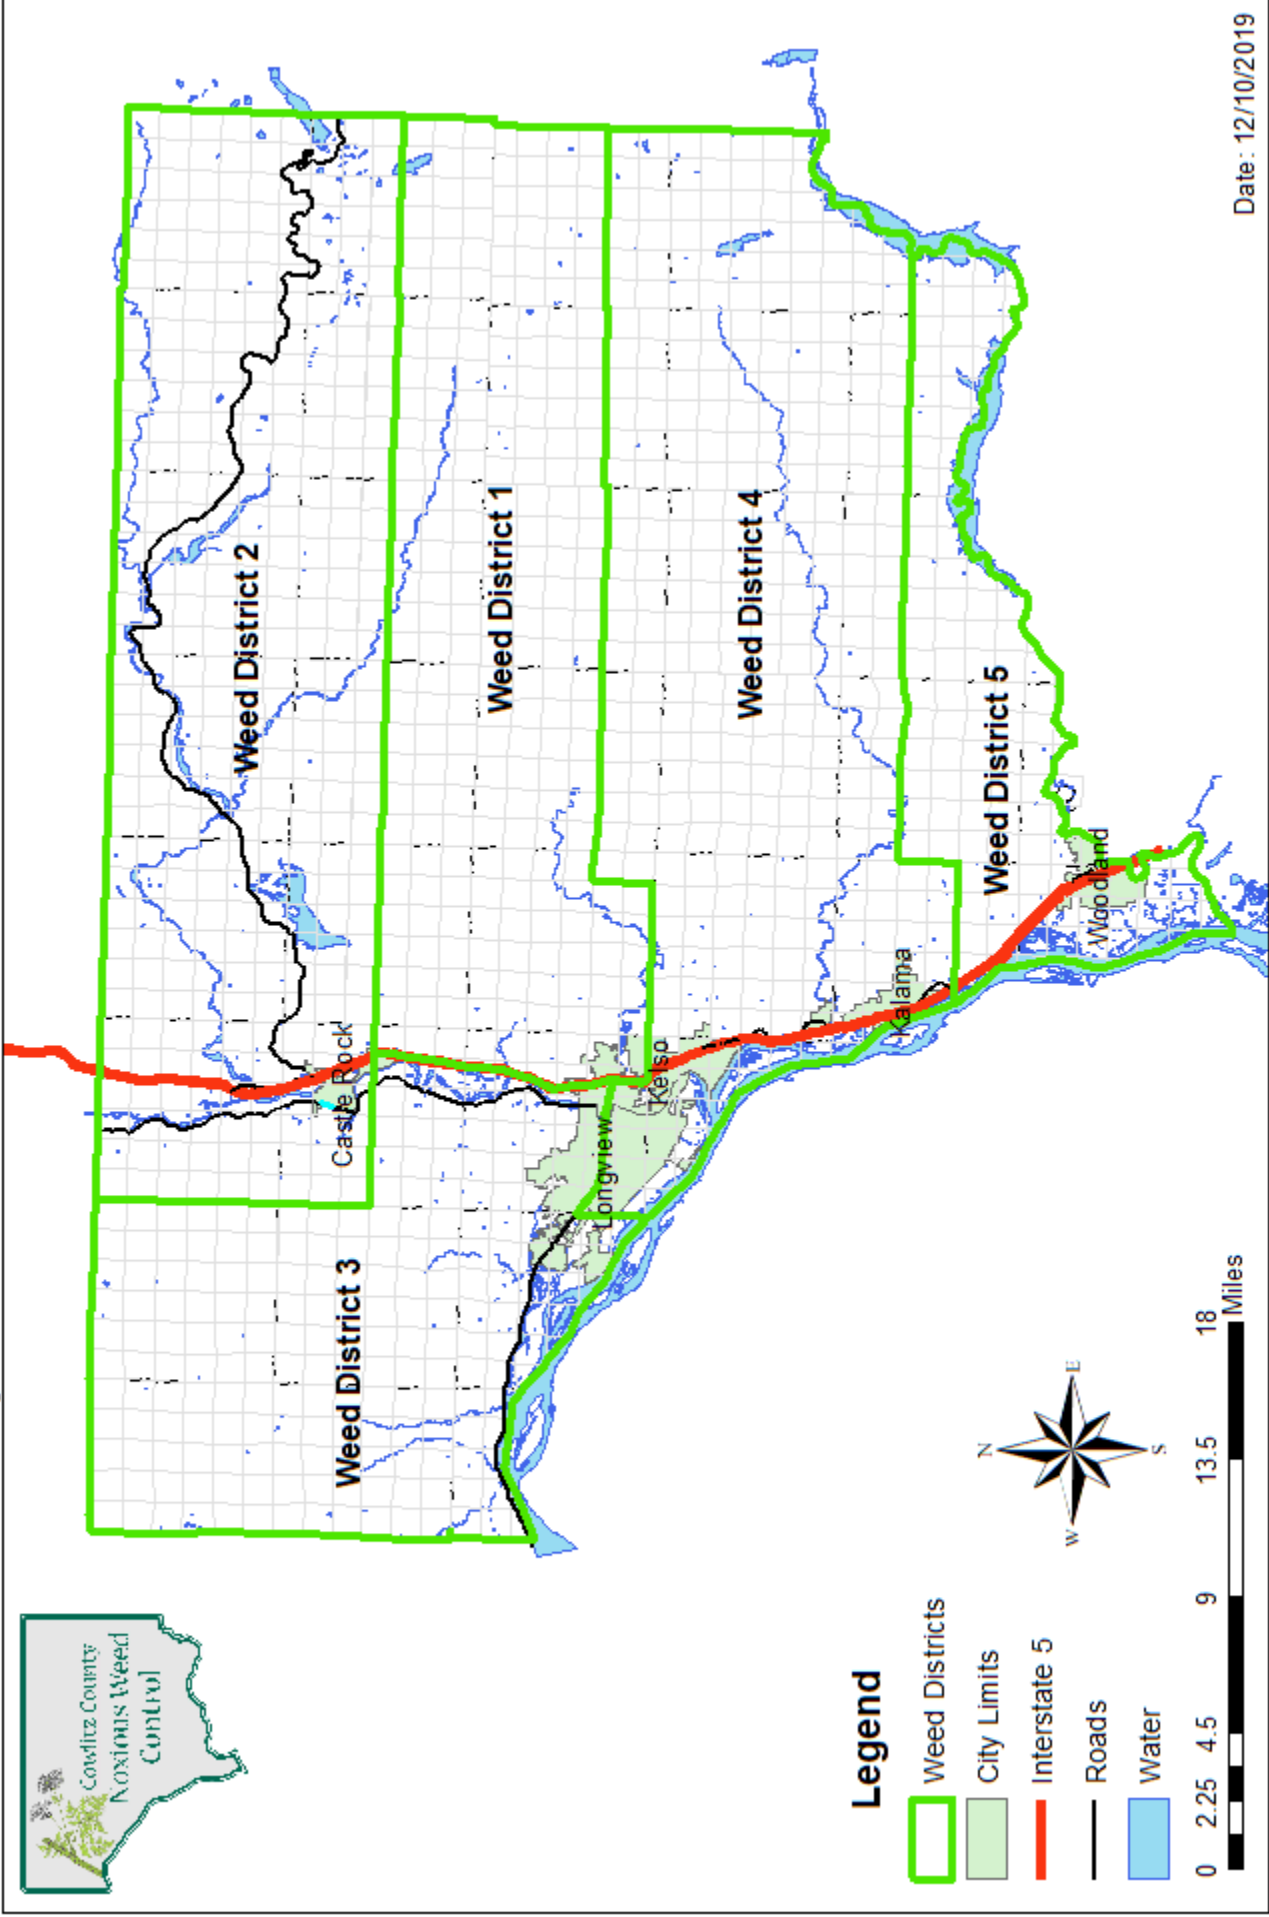 Cowlitz County
Noxious Weed
Control
Weed District 2
Weed District 1
Weed District 3
Weed District 4
Weed District 5
Castle Rock
Longview
Kelso
Kalama
Woodland
Legend
Weed Districts
City Limits
Interstate 5
Roads
Water
N
W
E
S
0 2.25 4.5 9 13.5 18
Miles
Date: 12/10/2019